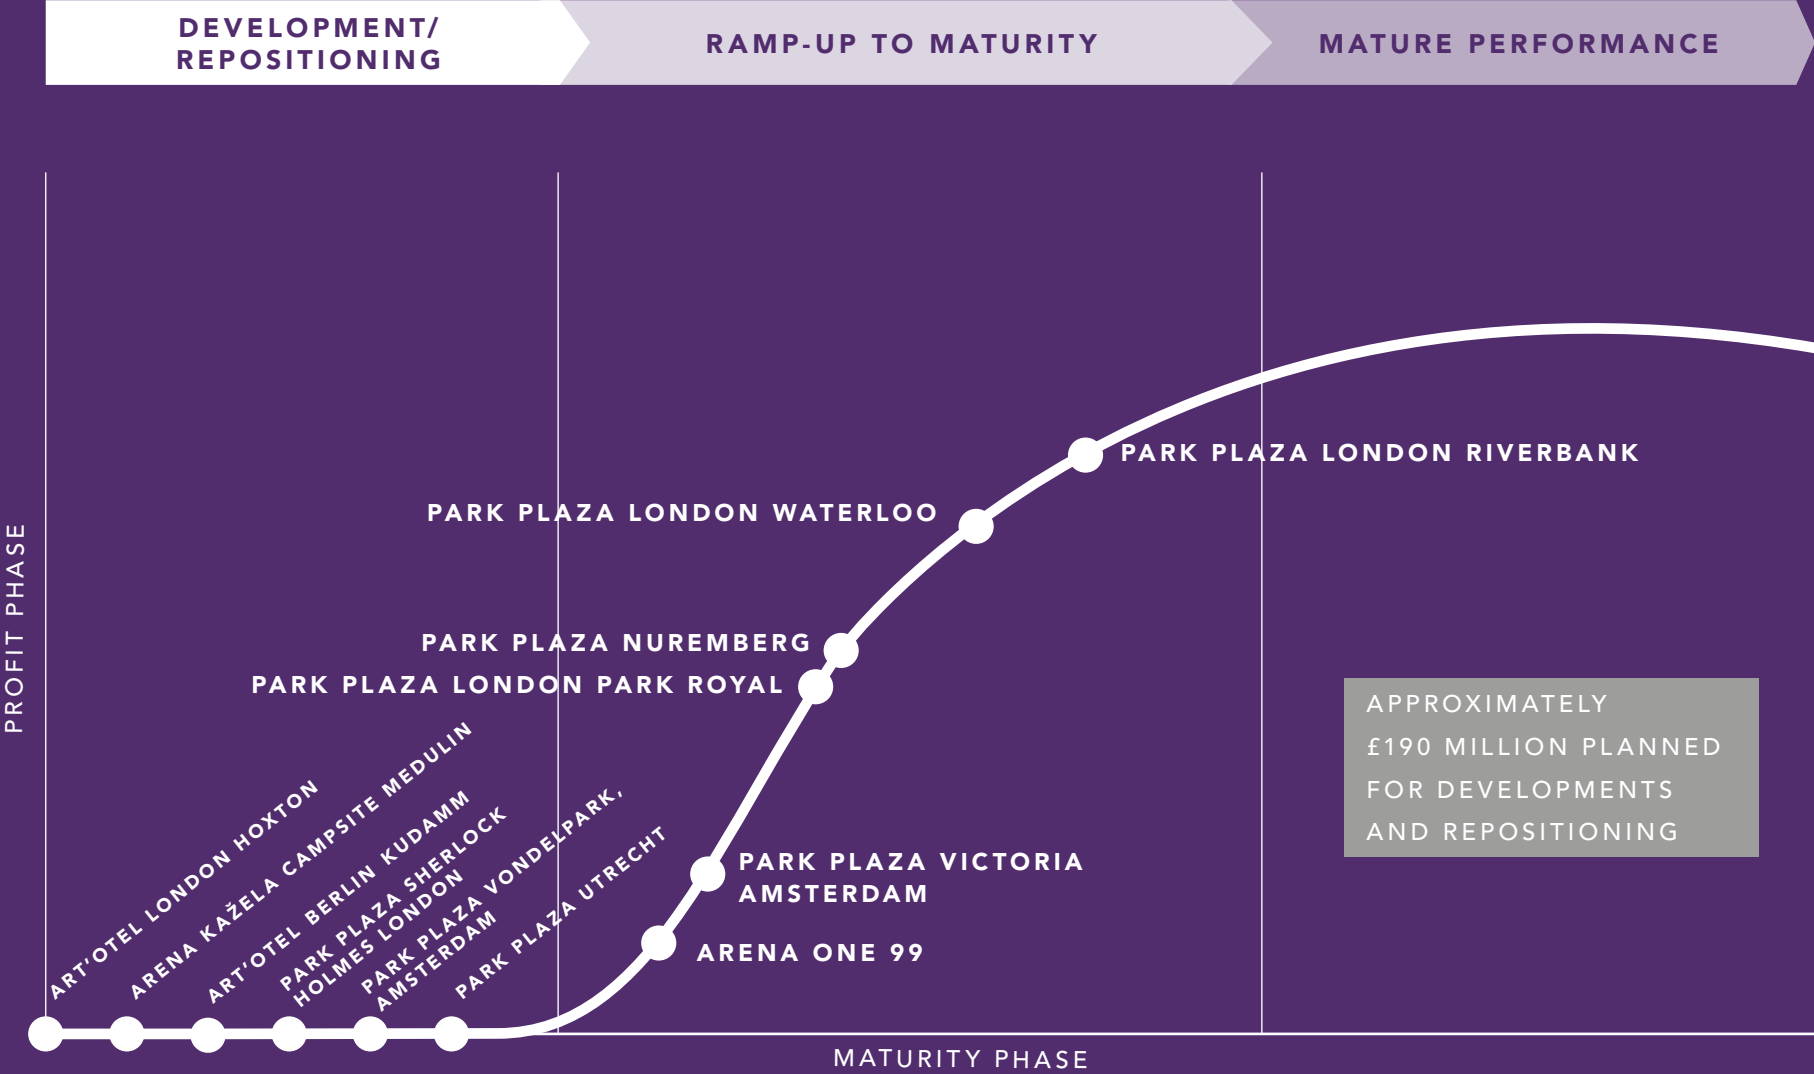 DEVELOPMENT/
REPOSITIONING
RAMP-UP TO MATURITY
MATURE PERFORMANCE
PROFIT PHASE
PARK PLAZA LONDON RIVERBANK
PARK PLAZA LONDON WATERLOO
PARK PLAZA NUREMBERG
PARK PLAZA LONDON PARK ROYAL
APPROXIMATELY
£190 MILLION PLANNED
FOR DEVELOPMENTS
AND REPOSITIONING
ART’OTEL LONDON HOXTON
ARENA KAŽELA CAMPSITE MEDULIN
ART’OTEL BERLIN KUDAMM
PARK PLAZA SHERLOCK
HOLMES LONDON
PARK PLAZA VONDELPARK,
AMSTERDAM
PARK PLAZA UTRECHT
PARK PLAZA VICTORIA
AMSTERDAM
ARENA ONE 99
MATURITY PHASE